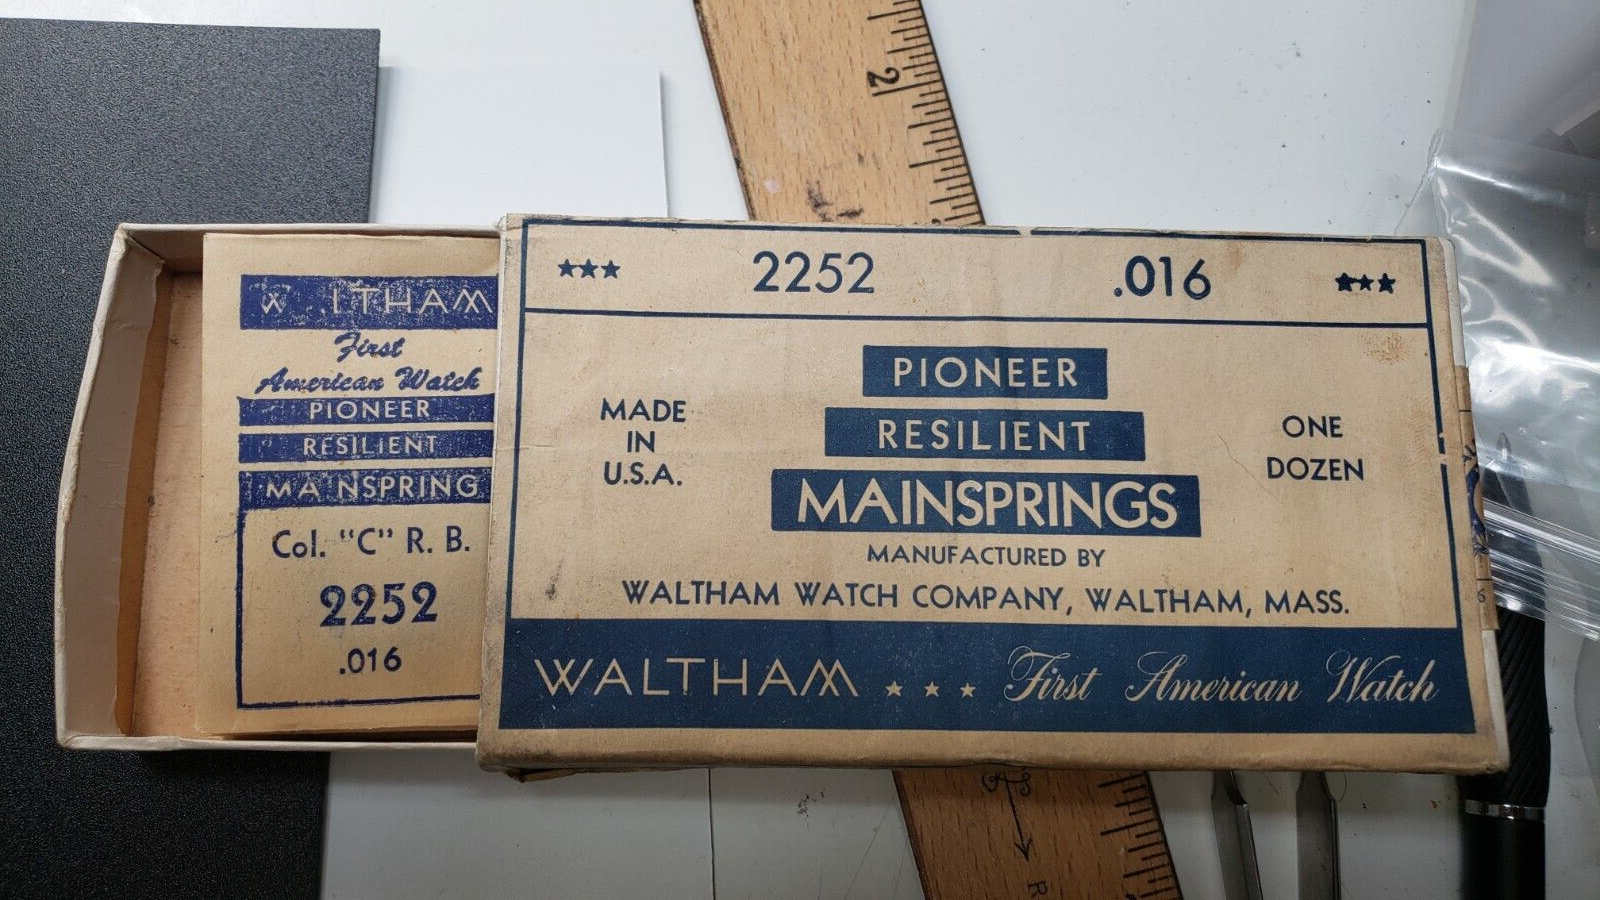 2
W LTHAM
First
American Watch
PIONEER
RESILIENT
MA NSPRING
Col. "C" R. B.
2252
.016
*** 2252 .016 ***
PIONEER
RESILIENT
MAINSPRINGS
MADE
IN
U.S.A.
ONE
DOZEN
MANUFACTURED BY
WALTHAM WATCH COMPANY, WALTHAM, MASS.
WALTHAM *** First American Watch
R